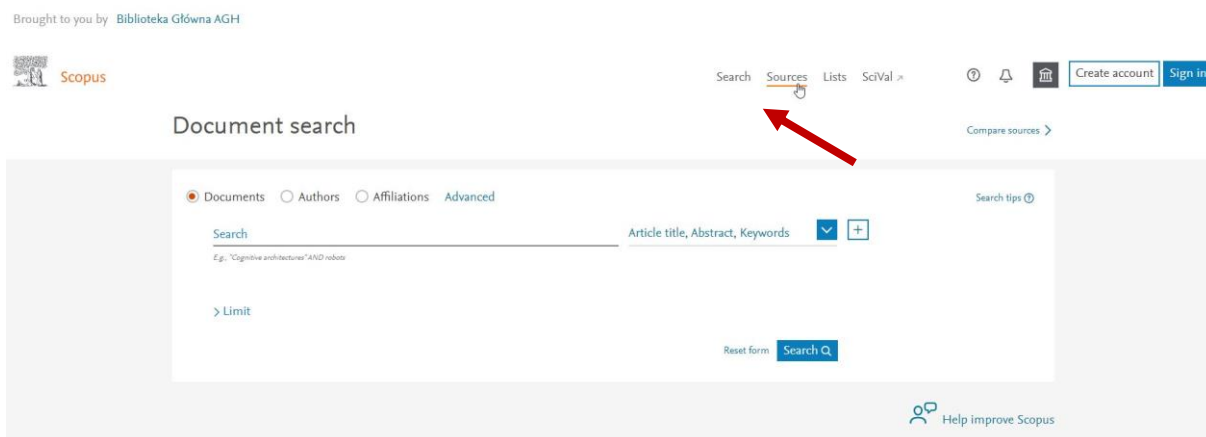 Brought to you by Biblioteka Główna AGH
Scopus Search Sources Lists SciVal Create account Sign in
Document search Compare sources
Documents Authors Affiliations Advanced Search tips
Search Article title, Abstract, Keywords
E.g., "Cognitive architectures" AND robots
Limit
Reset form Search
Help improve Scopus